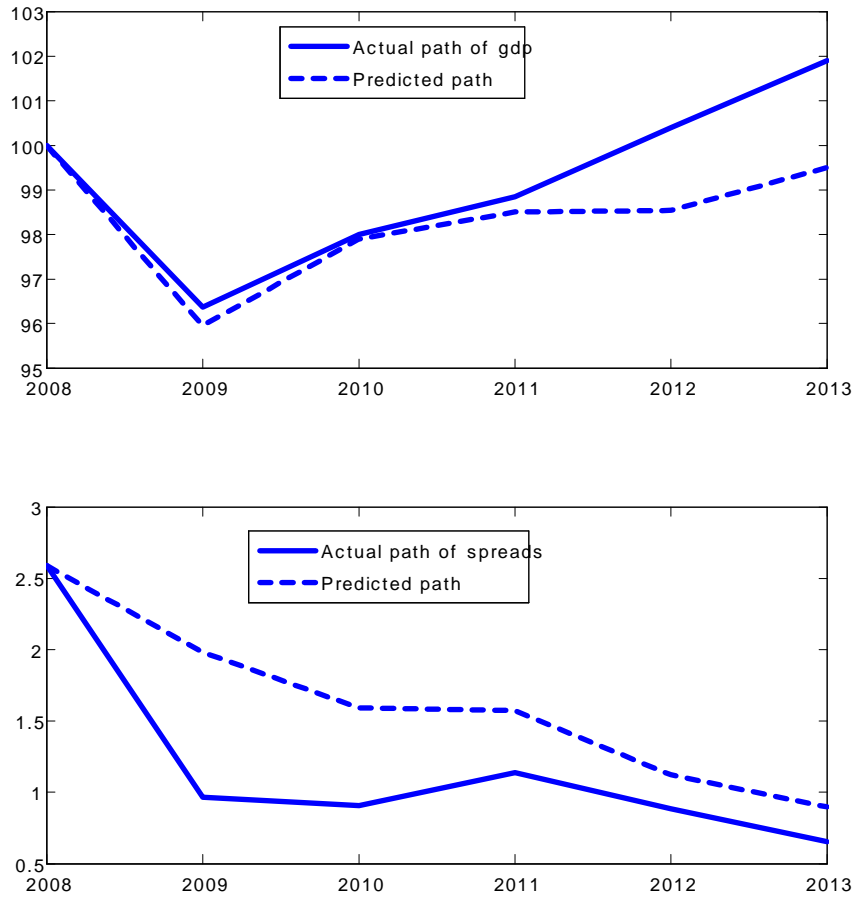 103
102
101
100
99
98
97
96
95
Actual path of gdp
Predicted path
2008 2009 2010 2011 2012 2013
3
2.5
2
1.5
1
0.5
Actual path of spreads
Predicted path
2008 2009 2010 2011 2012 2013